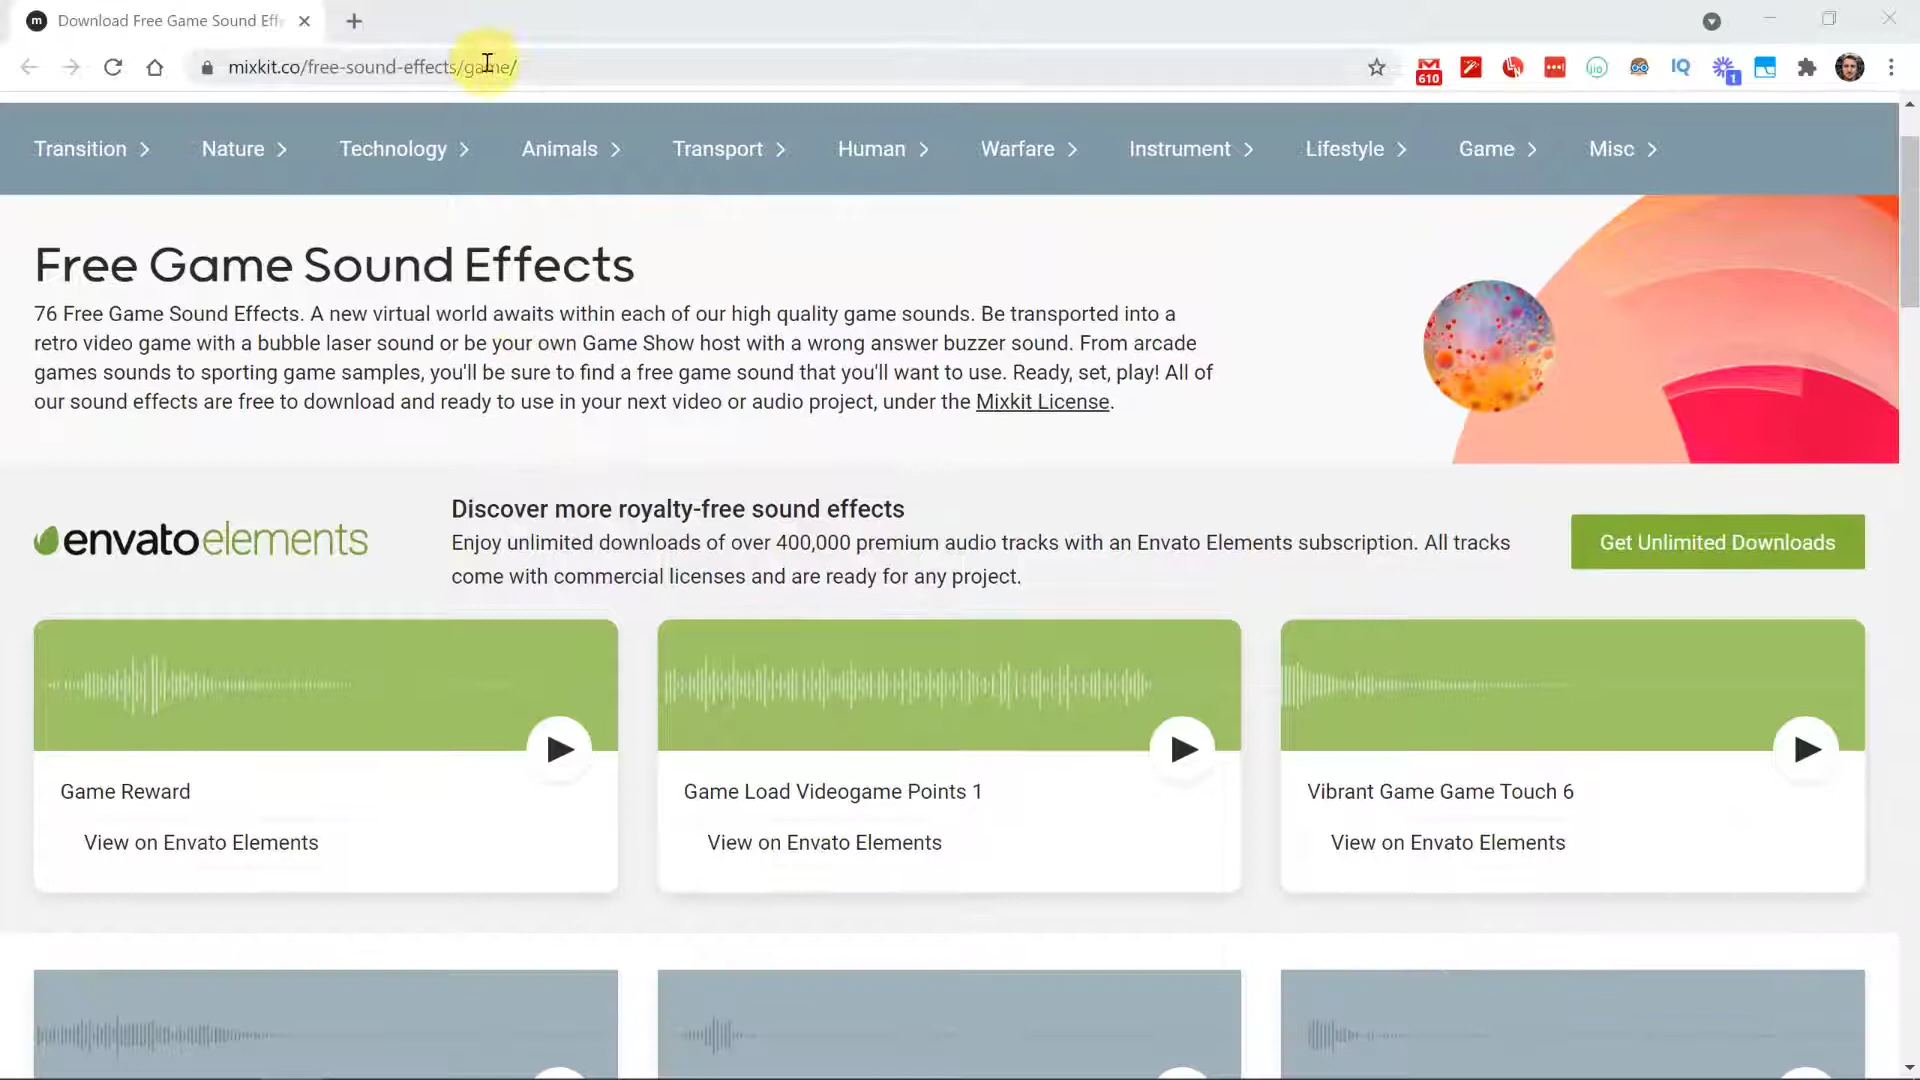 Download Free Game Sound Eff
mixkit.co/free-sound-effects/game/
610
IQ
1
Transition
Nature
Technology
Animals
Transport
Human
Warfare
Instrument
Lifestyle
Game
Misc
Free Game Sound Effects
76 Free Game Sound Effects. A new virtual world awaits within each of our high quality game sounds. Be transported into a
retro video game with a bubble laser sound or be your own Game Show host with a wrong answer buzzer sound. From arcade
games sounds to sporting game samples, you'll be sure to find a free game sound that you'll want to use. Ready, set, play! All of
our sound effects are free to download and ready to use in your next video or audio project, under the Mixkit License.
envatoelements
Discover more royalty-free sound effects
Enjoy unlimited downloads of over 400,000 premium audio tracks with an Envato Elements subscription. All tracks
come with commercial licenses and are ready for any project.
Get Unlimited Downloads
Game Reward
View on Envato Elements
Game Load Videogame Points 1
View on Envato Elements
Vibrant Game Game Touch 6
View on Envato Elements